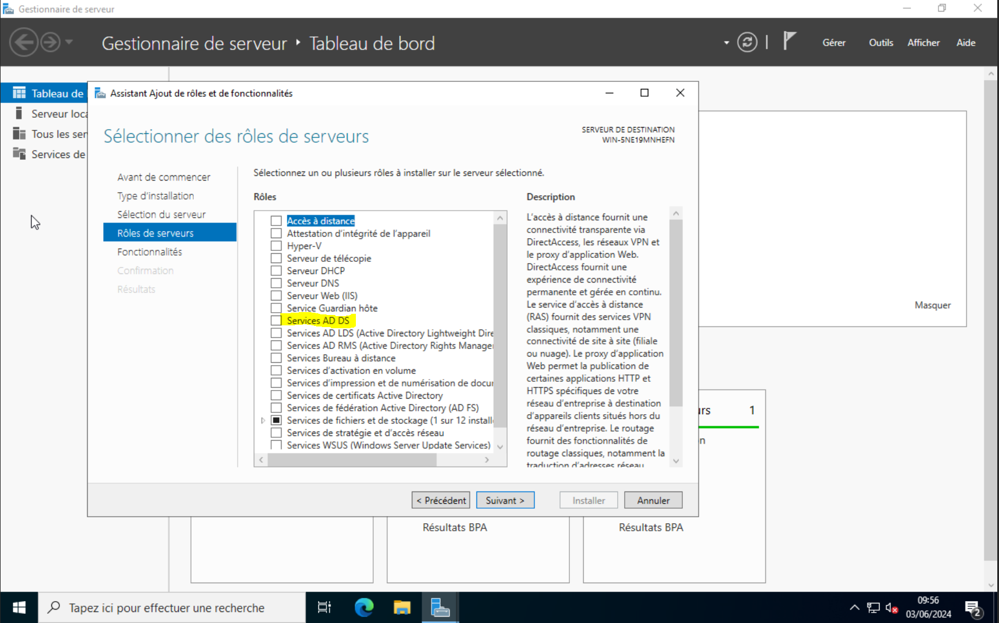 Gestionnaire de serveur
Gestionnaire de serveur ‣ Tableau de bord
Gérer
Outils
Afficher
Aide
Tableau de
Serveur loca
Tous les ser
Services de
Assistant Ajout de rôles et de fonctionnalités
Sélectionner des rôles de serveurs
SERVEUR DE DESTINATION
WIN-5NE19MNHEFN
Avant de commencer
Type d'installation
Sélection du serveur
Rôles de serveurs
Fonctionnalités
Confirmation
Résultats
Sélectionnez un ou plusieurs rôles à installer sur le serveur sélectionné.
Rôles
Accès à distance
Attestation d'intégrité de l'appareil
Hyper-V
Serveur de télécopie
Serveur DHCP
Serveur DNS
Serveur Web (IIS)
Service Guardian hôte
Services AD DS
Services AD LDS (Active Directory Lightweight Dire
Services AD RMS (Active Directory Rights Manager
Services Bureau à distance
Services d'activation en volume
Services d'impression et de numérisation de docur
Services de certificats Active Directory
Services de fédération Active Directory (AD FS)
Services de fichiers et de stockage (1 sur 12 install
Services de stratégie et d'accès réseau
Services WSUS (Windows Server Update Services)
Description
L'accès à distance fournit une
connectivité transparente via
DirectAccess, les réseaux VPN et
le proxy d'application Web.
DirectAccess fournit une
expérience de connectivité
permanente et gérée en continu.
Le service d'accès à distance
(RAS) fournit des services VPN
classiques, notamment une
connectivité de site à site (filiale
ou nuage). Le proxy d'application
Web permet la publication de
certaines applications HTTP et
HTTPS spécifiques de votre
réseau d'entreprise à destination
d'appareils clients situés hors du
réseau d'entreprise. Le routage
fournit des fonctionnalités de
routage classiques, notamment la
traduction d'adresses réseau
< Précédent
Suivant >
Installer
Annuler
Masquer
urs 1
on
Résultats BPA
Résultats BPA
Tapez ici pour effectuer une recherche
09:56
03/06/2024
2